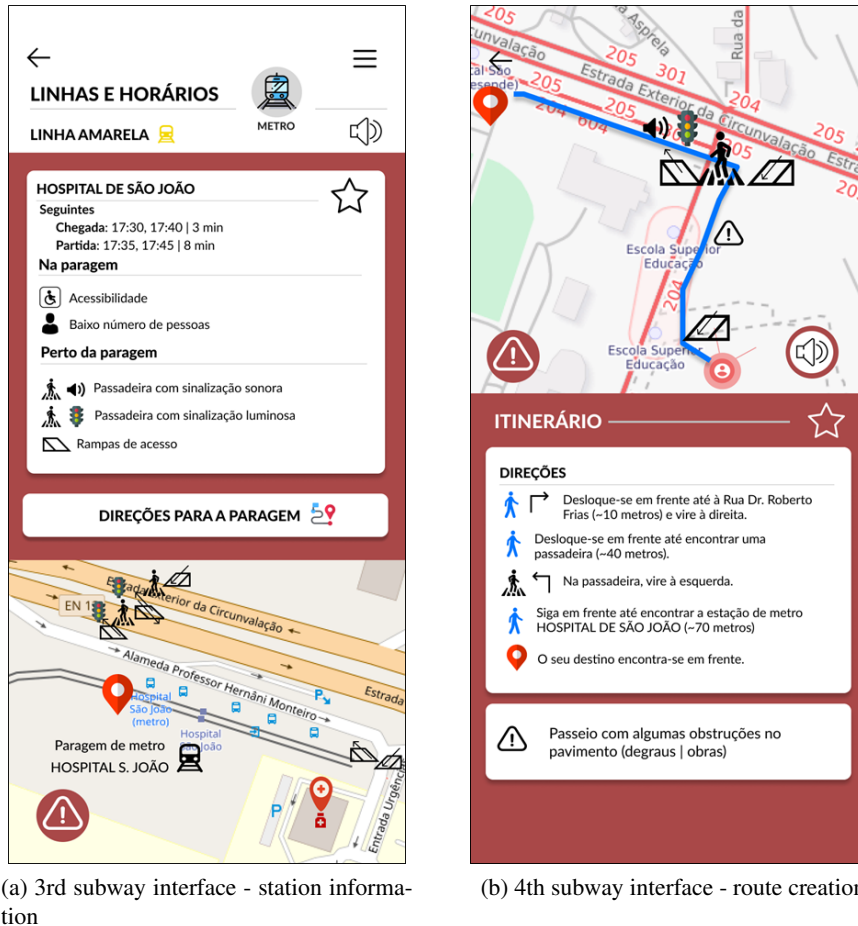 LINHAS E HORÁRIOS
METRO
LINHA AMARELA
HOSPITAL DE SÃO JOÃO
Seguintes
Chegada: 17:30, 17:40 | 3 min
Partida: 17:35, 17:45 | 8 min
Na paragem
Acessibilidade
Baixo número de pessoas
Perto da paragem
Passadeira com sinalização sonora
Passadeira com sinalização luminosa
Rampas de acesso
DIREÇÕES PARA A PARAGEM
Estrada Exterior da Circunvalação
EN 1
Alameda Professor Hernâni Monteiro
Estrada
P
Hospital
São João
(metro)
Hospital
São João
Paragem de metro
HOSPITAL S. JOÃO
P
Entrada Urgência
(a) 3rd subway interface - station informa-
tion
205
205
Asprela
Rua da
unvalação
205
301
Estrada Exterior da Circunvalação
204
205
Estra
São
205
205
204
604
20
Escola Superior
Educação
204
Escola Superior
Educação
ITINERÁRIO
DIREÇÕES
Desloque-se em frente até à Rua Dr. Roberto
Frias (~10 metros) e vire à direita.
Desloque-se em frente até encontrar uma
passadeira (~40 metros).
Na passadeira, vire à esquerda.
Siga em frente até encontrar a estação de metro
HOSPITAL DE SÃO JOÃO (~70 metros)
O seu destino encontra-se em frente.
Passeio com algumas obstruções no
pavimento (degraus | obras)
(b) 4th subway interface - route creation